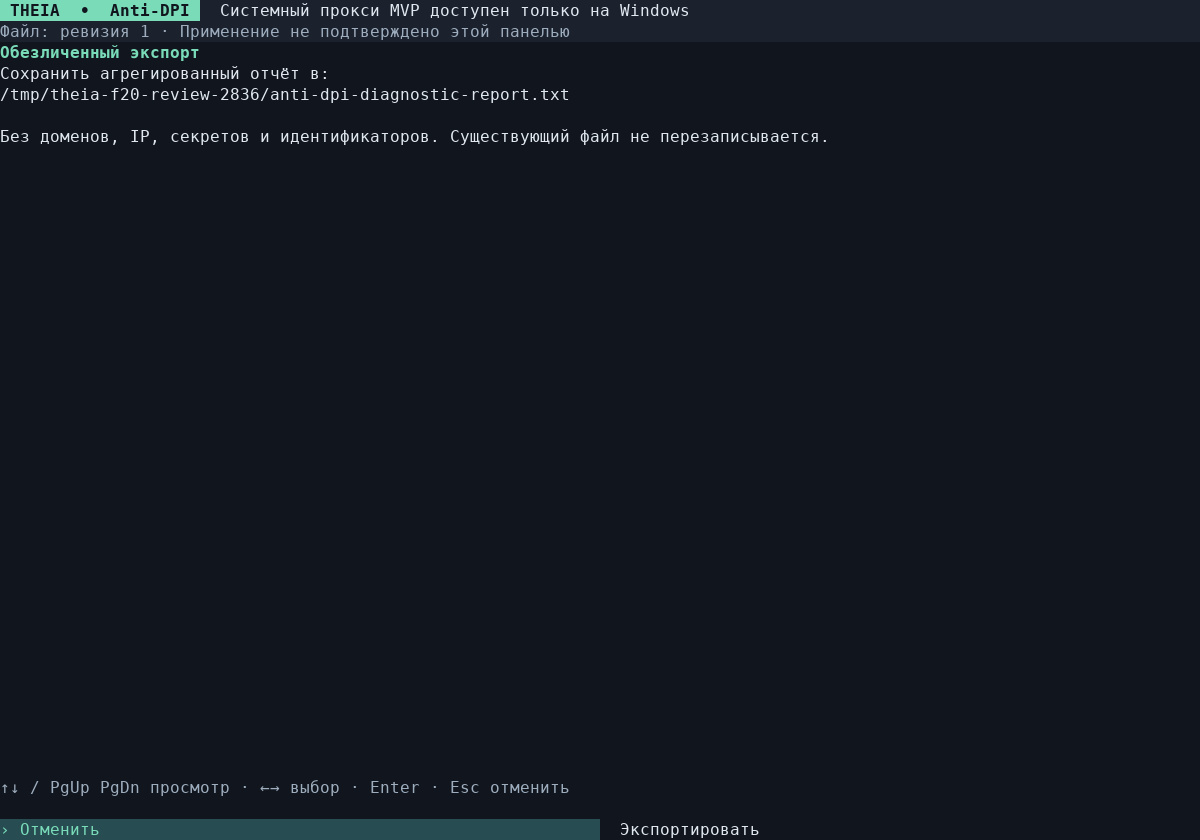 THEIA • Anti-DPI Системный прокси MVP доступен только на Windows
Файл: ревизия 1 · Применение не подтверждено этой панелью
Обезличенный экспорт
Сохранить агрегированный отчёт в:
/tmp/theia-f20-review-2836/anti-dpi-diagnostic-report.txt
Без доменов, IP, секретов и идентификаторов. Существующий файл не перезаписывается.
↑↓ / PgUp PgDn просмотр · ←→ выбор · Enter · Esc отменить
› Отменить Экспортировать